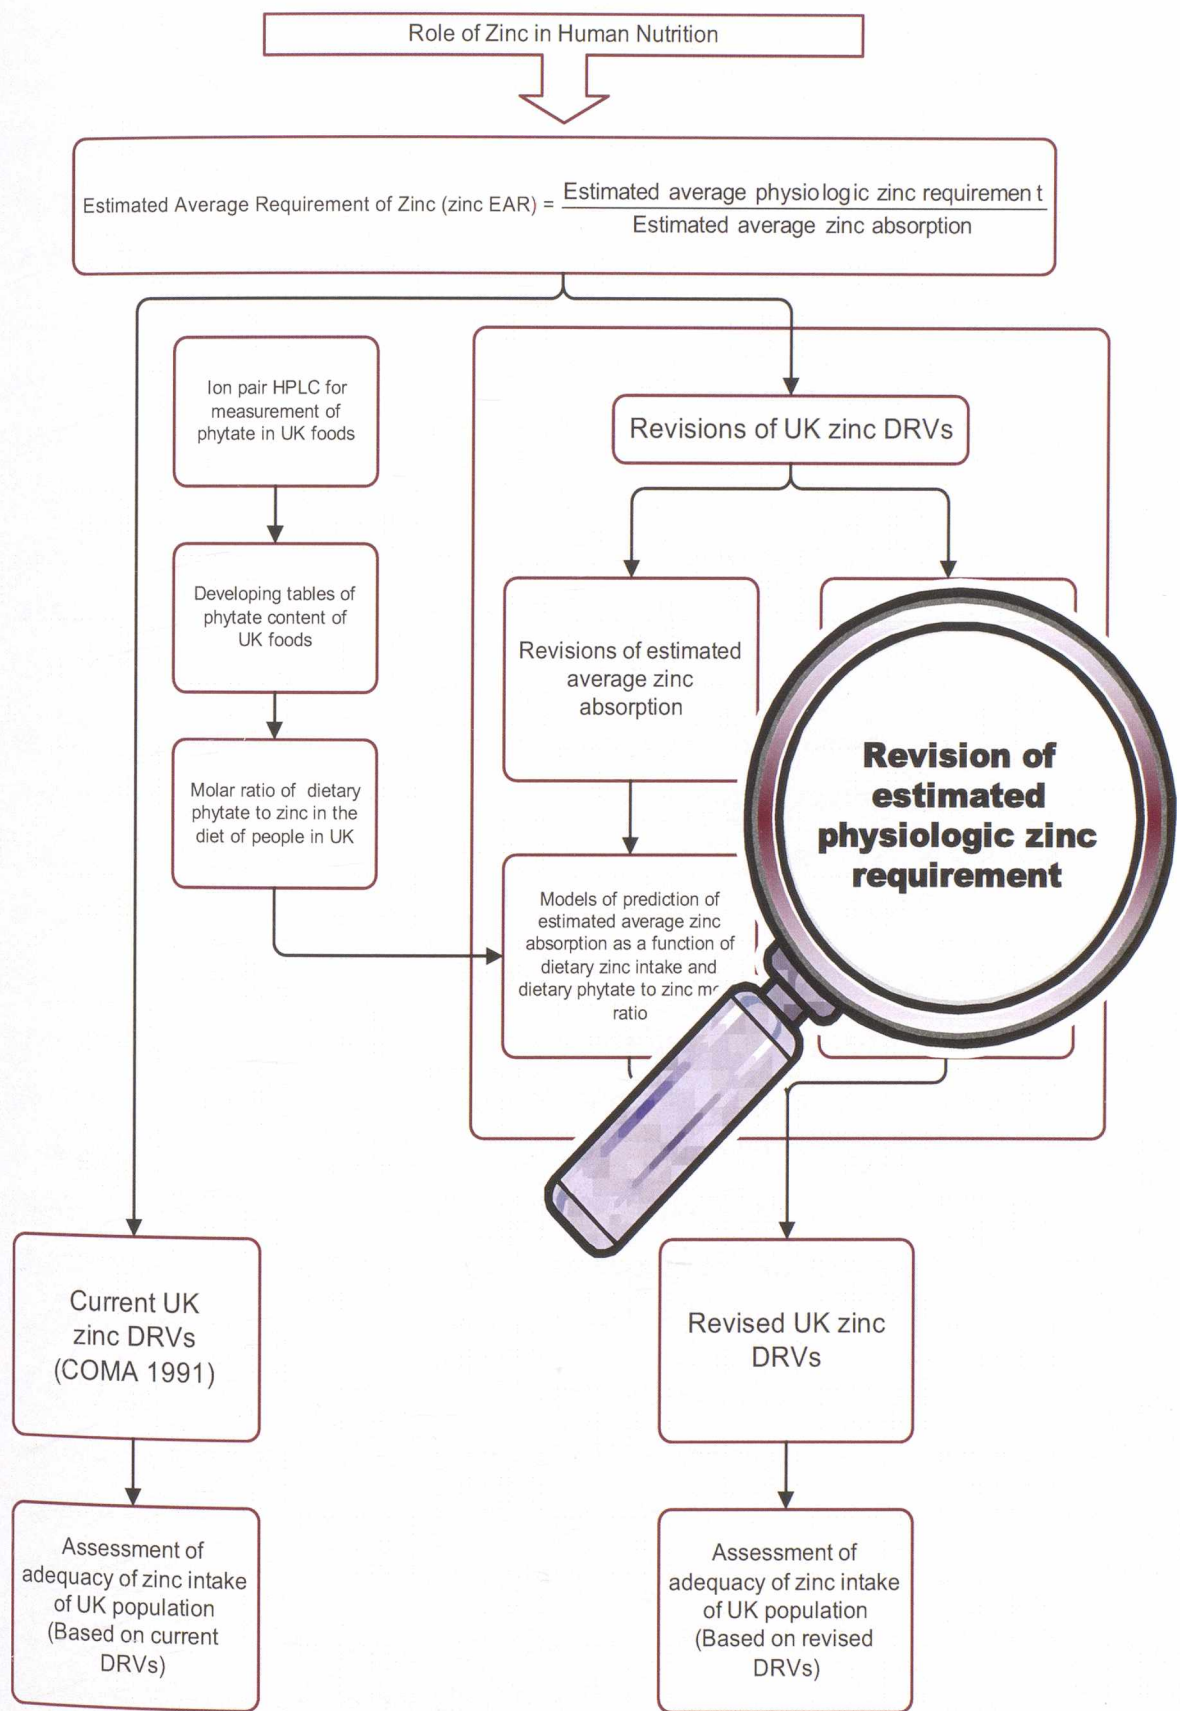 Role of Zinc in Human Nutrition
Estimated Average Requirement of Zinc (zinc EAR) = Estimated average physiologic zinc requiremen t
Estimated average zinc absorption
Ion pair HPLC for
measurement of
phytate in UK foods
Revisions of UK zinc DRVs
Developing tables of
phytate content of
UK foods
Revisions of estimated
average zinc
absorption
Revision of
estimated
physiologic zinc
requirement
Molar ratio of dietary
phytate to zinc in the
diet of people in UK
Models of prediction of
estimated average zinc
absorption as a function of
dietary zinc intake and
dietary phytate to zinc
ratio
Current UK
zinc DRVs
(COMA 1991)
Revised UK zinc
DRVs
Assessment of
adequacy of zinc intake
of UK population
(Based on current
DRVs)
Assessment of
adequacy of zinc intake
of UK population
(Based on revised
DRVs)